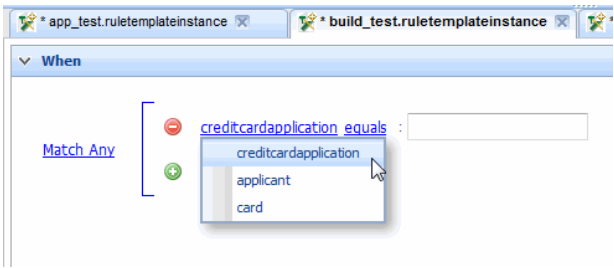 * app_test.ruletemplateinstance * build_test.ruletemplateinstance *
When
creditcardapplication equals :
Match Any
creditcardapplication
applicant
card